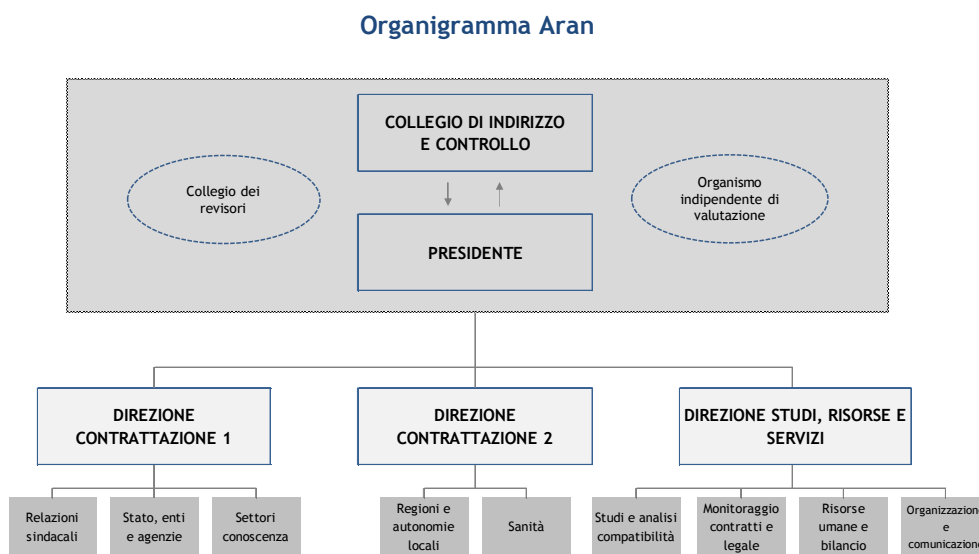 Organigramma Aran
COLLEGIO DI INDIRIZZO
E CONTROLLO
Collegio dei
revisori
Organismo
indipendente di
valutazione
PRESIDENTE
DIREZIONE
CONTRATTAZIONE 1
DIREZIONE
CONTRATTAZIONE 2
DIREZIONE STUDI, RISORSE E
SERVIZI
Relazioni
sindacali
Stato, enti
e agenzie
Settori
conoscenza
Regioni e
autonomie
locali
Sanità
Studi e analisi
compatibilità
Monitoraggio
contratti e
legale
Risorse
umane e
bilancio
Organizzazione
e
comunicazione